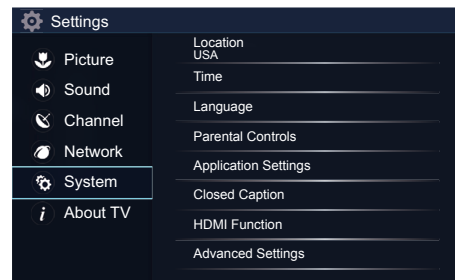 Settings
Picture
Sound
Channel
Network
System
About TV
Location
USA
Time
Language
Parental Controls
Application Settings
Closed Caption
HDMI Function
Advanced Settings